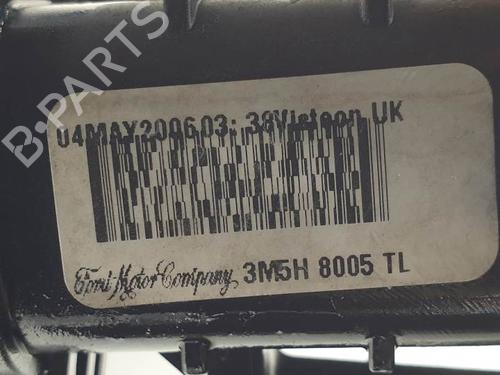 B-PARTS
04MAY2006 03: 38Visteon UK
Ford Motor Company 3M5H 8005 TL